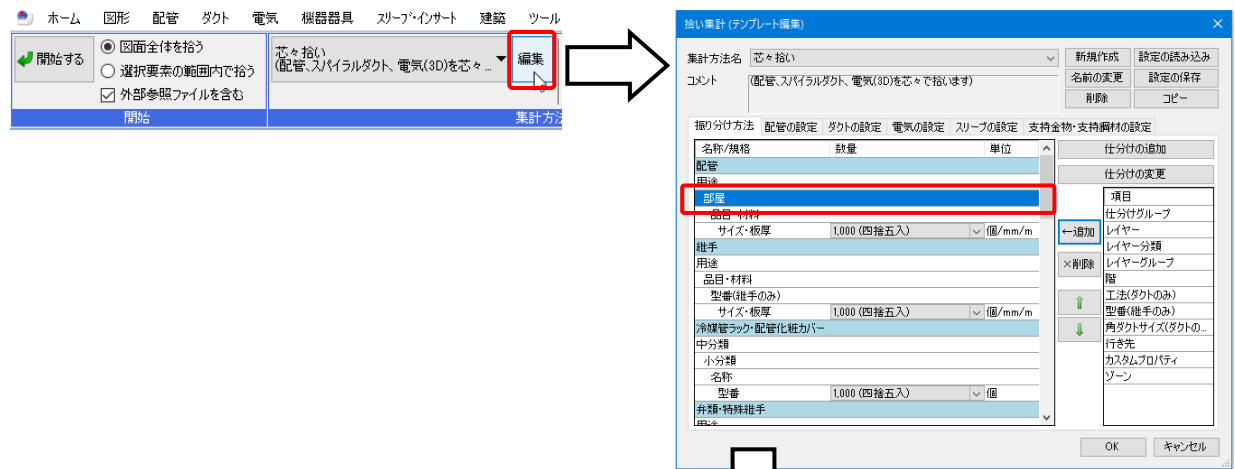 ホーム 図形 配管 ダクト 電気 機器器具 スリーブ・インサート 建築 ツール
開始する
図面全体を拾う
選択要素の範囲内で拾う
外部参照ファイルを含む
開始
芯々拾い
(配管、スパイラルダクト、電気(3D)を芯々 ...
編集
集計方法
拾い集計 (テンプレート編集)
集計方法名 芯々拾い
コメント (配管、スパイラルダクト、電気(3D)を芯々で拾います)
新規作成 設定の読み込み
名前の変更 設定の保存
削除 コピー
振り分け方法 配管の設定 ダクトの設定 電気の設定 スリーブの設定 支持金物・支持鋼材の設定
名称/規格 数量 単位
配管
用途
部屋
品目・材料
サイズ・板厚 1,000 (四捨五入) 個/mm/m
継手
用途
品目・材料
型番(継手のみ)
サイズ・板厚 1,000 (四捨五入) 個/mm/m
冷媒管ラック・配管化粧カバー
中分類
小分類
名称
型番 1,000 (四捨五入) 個
弁類・特殊継手
用途
仕分けの追加
仕分けの変更
←追加
×削除
項目
仕分けグループ
レイヤー
レイヤー分類
レイヤーグループ
階
工法(ダクトのみ)
型番(継手のみ)
角ダクトサイズ(ダクトの...
行き先
カスタムプロパティ
ゾーン
OK キャンセル